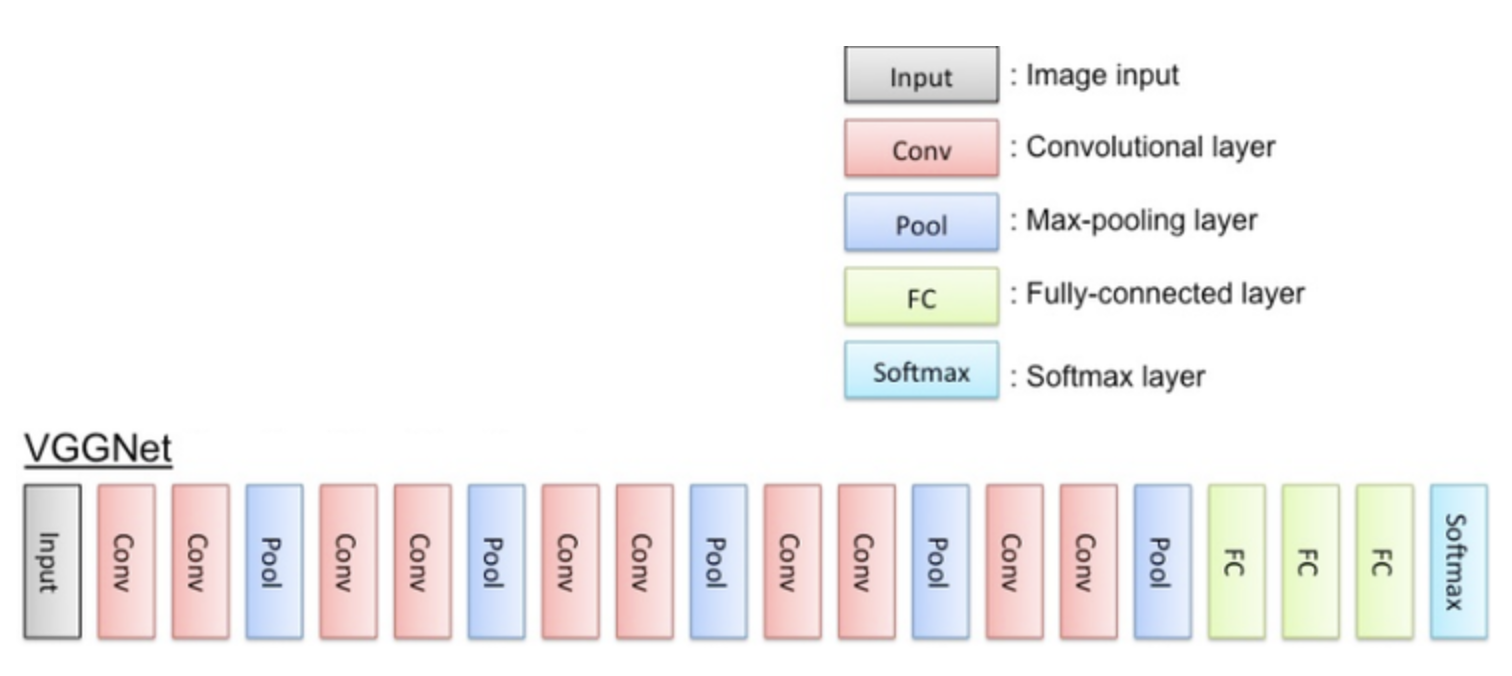 Input : Image input
Conv : Convolutional layer
Pool : Max-pooling layer
FC : Fully-connected layer
Softmax : Softmax layer
VGGNet
Input Conv Conv Pool Conv Conv Pool Conv Conv Pool Conv Conv Pool Conv Conv Pool FC FC FC Softmax